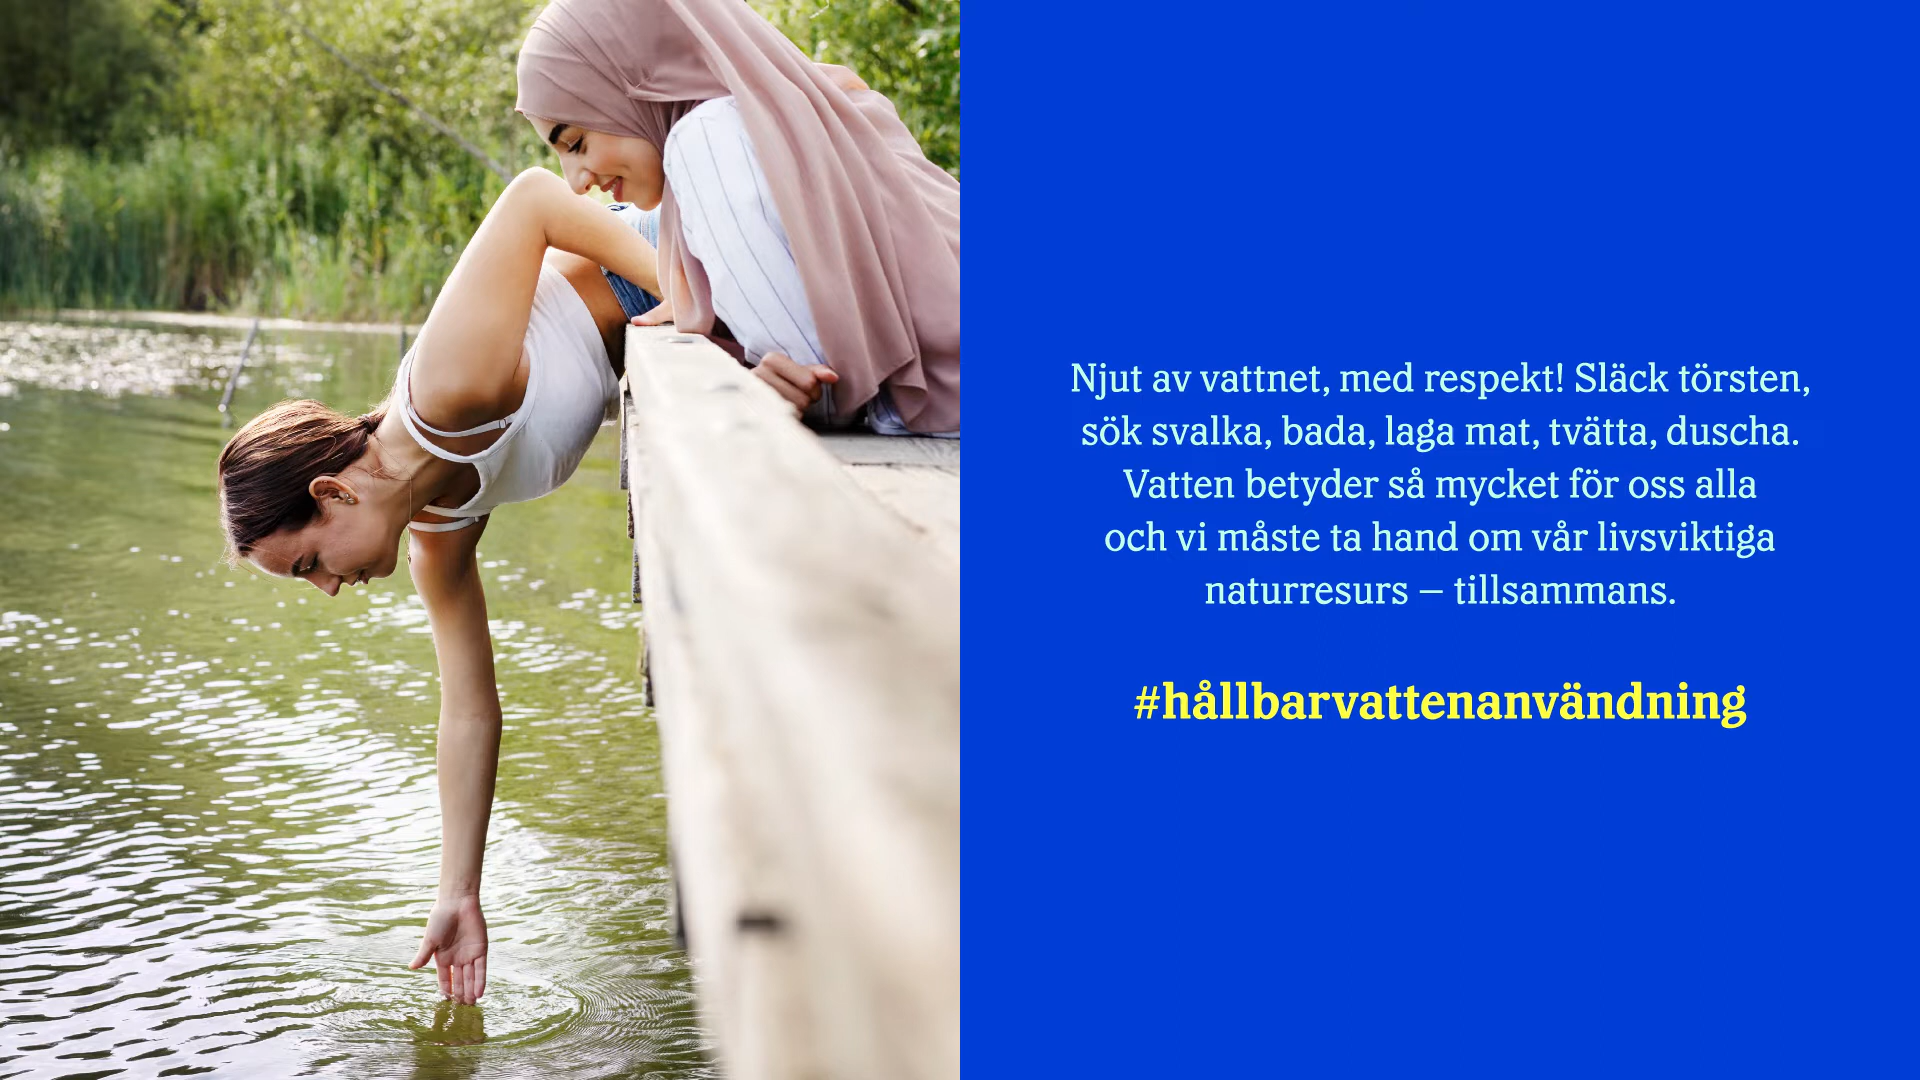 Njut av vattnet, med respekt! Släck törsten,
sök svalka, bada, laga mat, tvätta, duscha.
Vatten betyder så mycket för oss alla
och vi måste ta hand om vår livsviktiga
naturresurs – tillsammans.
#hållbarvattenanvändning